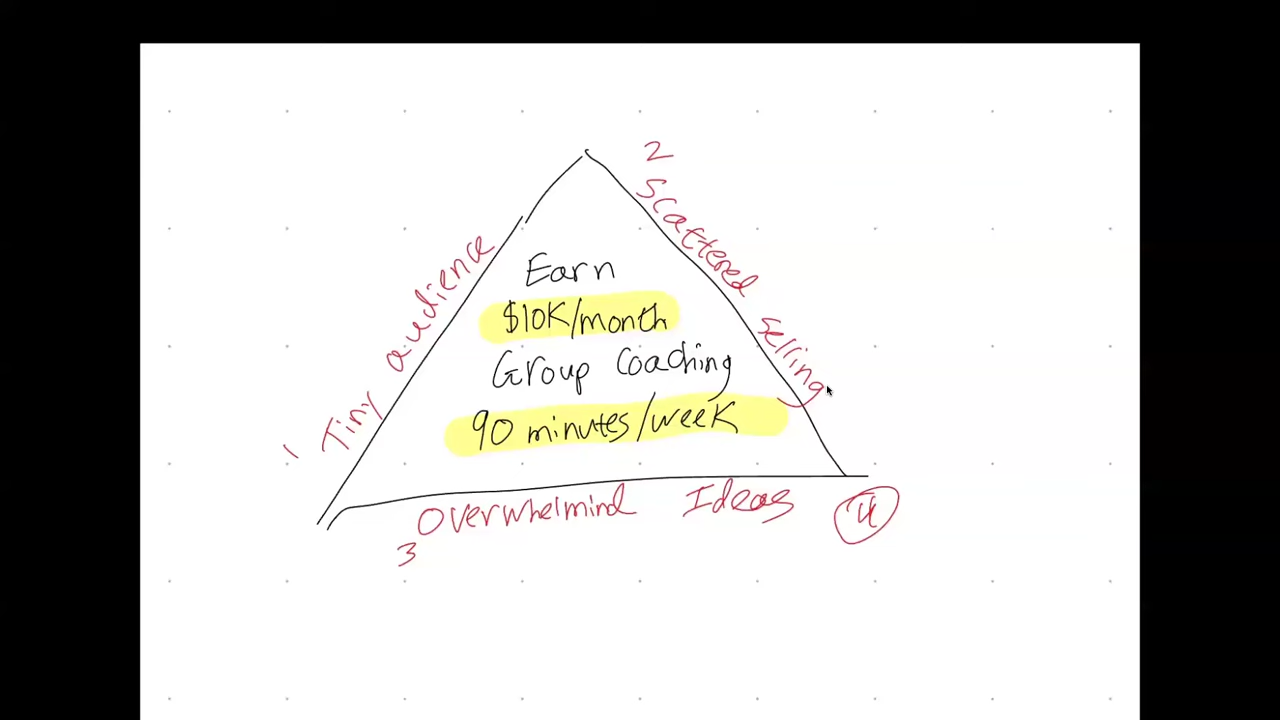 1 Tiny audience
2
Scattered selling
Earn
$10K/month
Group Coaching
90 minutes/week
Overwhelmind Ideas
3
4